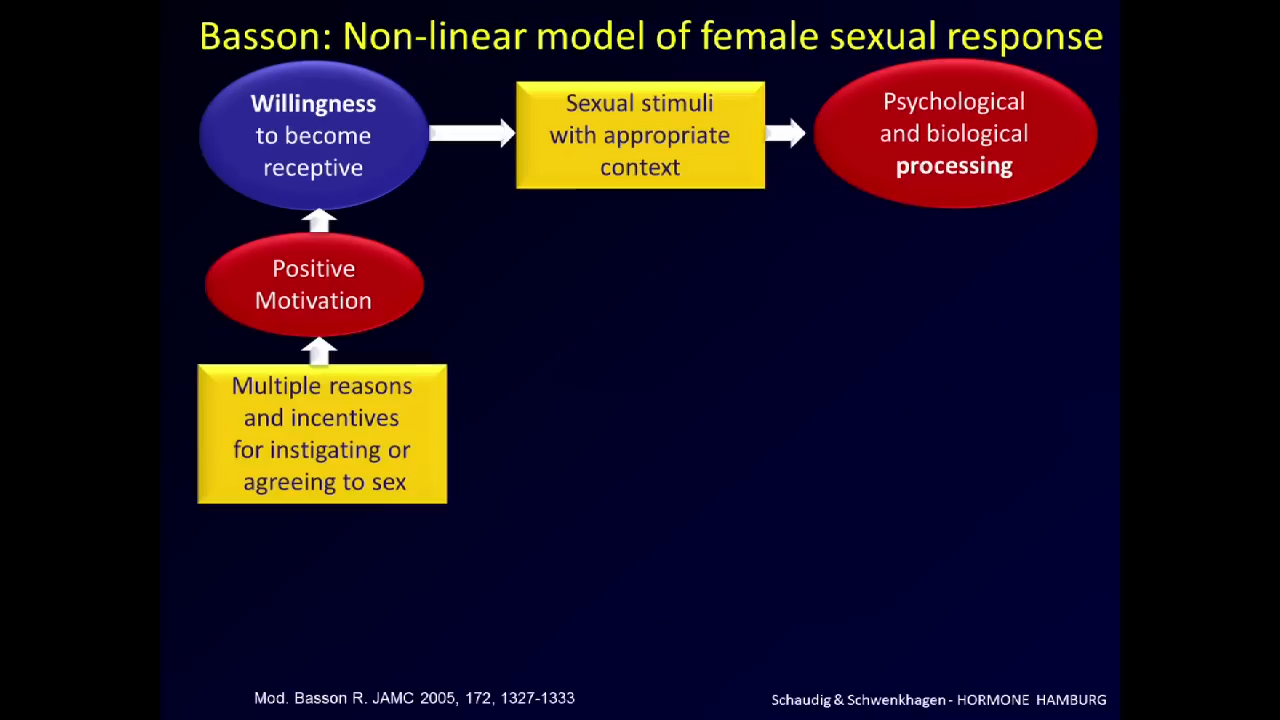 Basson: Non-linear model of female sexual response
Willingness
to become
receptive
Sexual stimuli
with appropriate
context
Psychological
and biological
processing
Positive
Motivation
Multiple reasons
and incentives
for instigating or
agreeing to sex
Mod. Basson R. JAMC 2005, 172, 1327-1333
Schaudig & Schwenkhagen - HORMONE HAMBURG